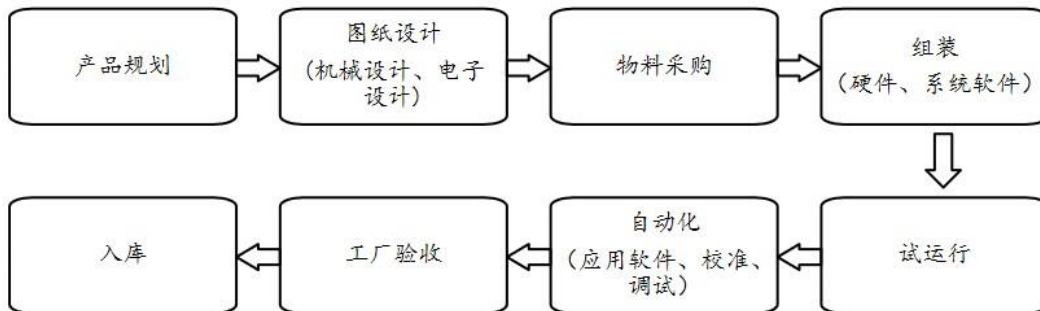 产品规划
图纸设计
（机械设计、电子
设计）
物料采购
组装
（硬件、系统软件）
试运行
自动化
（应用软件、校准、
调试）
工厂验收
入库